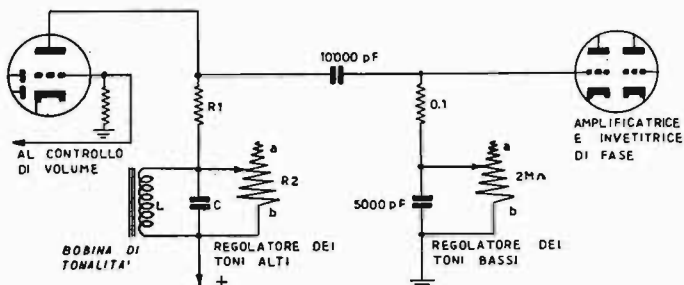 10000 pF
R1
0.1
AL CONTROLLO
DI VOLUME
AMPLIFICATRICE
E INVETITRICE
DI FASE
a
R2
b
L
C
a
2MΩ
b
5000 pF
BOBINA DI
TONALITA'
REGOLATORE DEI
TONI ALTI
REGOLATORE DEI
TONI BASSI
+